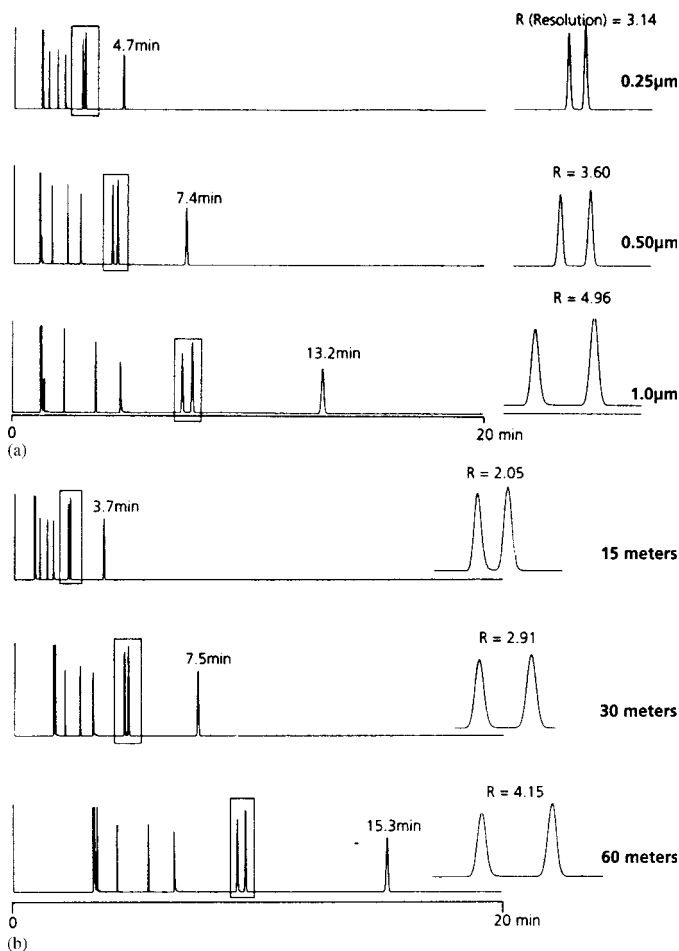 R (Resolution) = 3.14
4.7min
0.25µm
R = 3.60
7.4min
0.50µm
R = 4.96
13.2min
1.0µm
0
20 min
(a)
R = 2.05
3.7min
15 meters
R = 2.91
7.5min
30 meters
R = 4.15
15.3min
60 meters
0
20 min
(b)